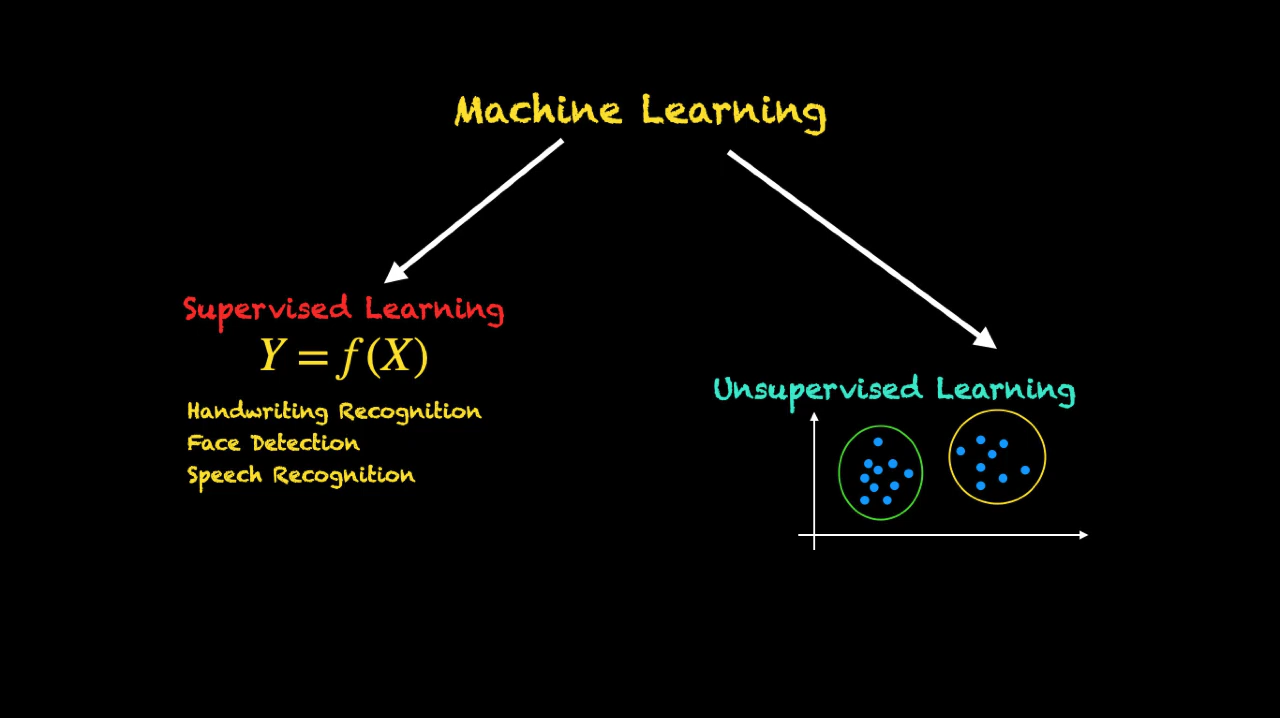 Machine Learning
Supervised Learning
Y = f(X)
Handwriting Recognition
Face Detection
Speech Recognition
Unsupervised Learning